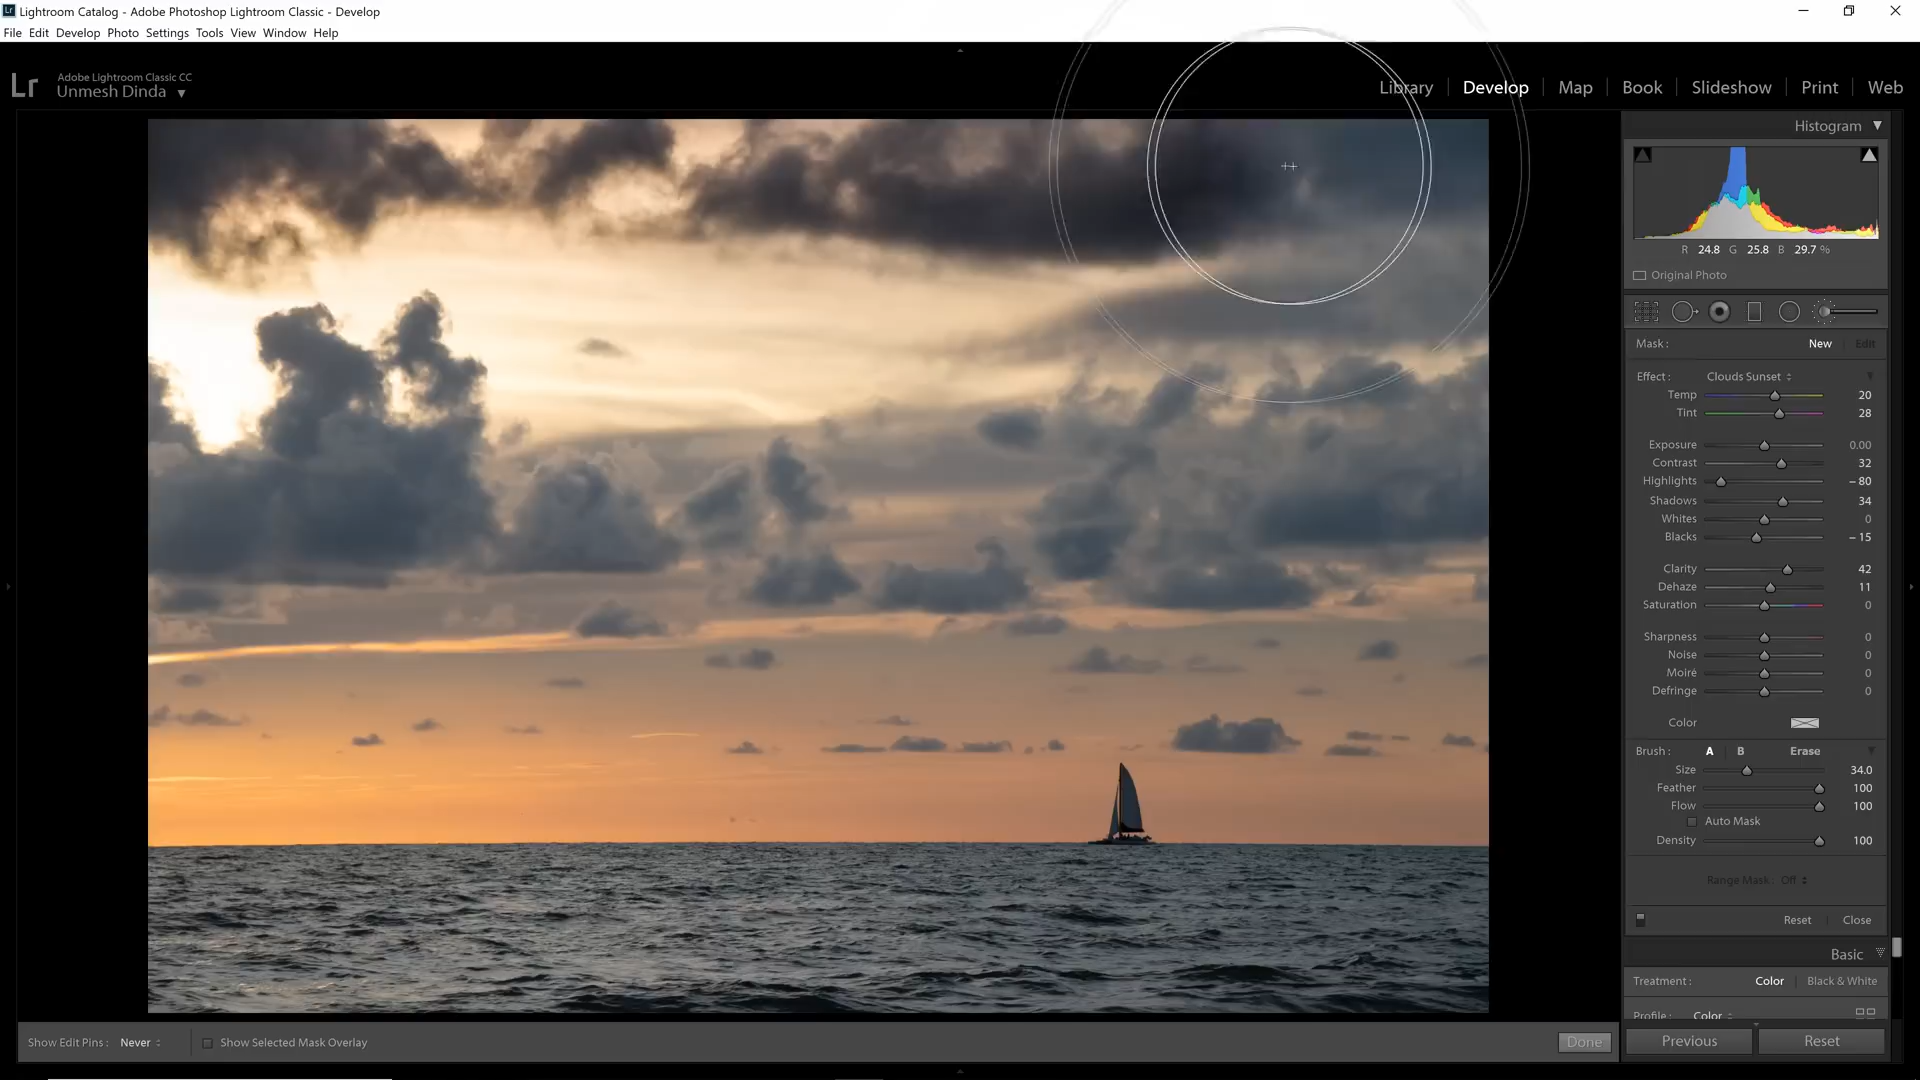 Lightroom Catalog - Adobe Photoshop Lightroom Classic - Develop
File Edit Develop Photo Settings Tools View Window Help
Lr
Adobe Lightroom Classic CC
Unmesh Dinda
Library Develop Map Book Slideshow Print Web
Histogram
R 24.8 G 25.8 B 29.7 %
Original Photo
Mask : New Edit
Effect : Clouds Sunset
Temp 20
Tint 28
Exposure 0.00
Contrast 32
Highlights – 80
Shadows 34
Whites 0
Blacks – 15
Clarity 42
Dehaze 11
Saturation 0
Sharpness 0
Noise 0
Moiré 0
Defringe 0
Color
Brush : A B Erase
Size 34.0
Feather 100
Flow 100
Auto Mask
Density 100
Range Mask : Off
Reset Close
Basic
Treatment : Color Black & White
Profile : Color
Show Edit Pins : Never Show Selected Mask Overlay Done
Previous Reset